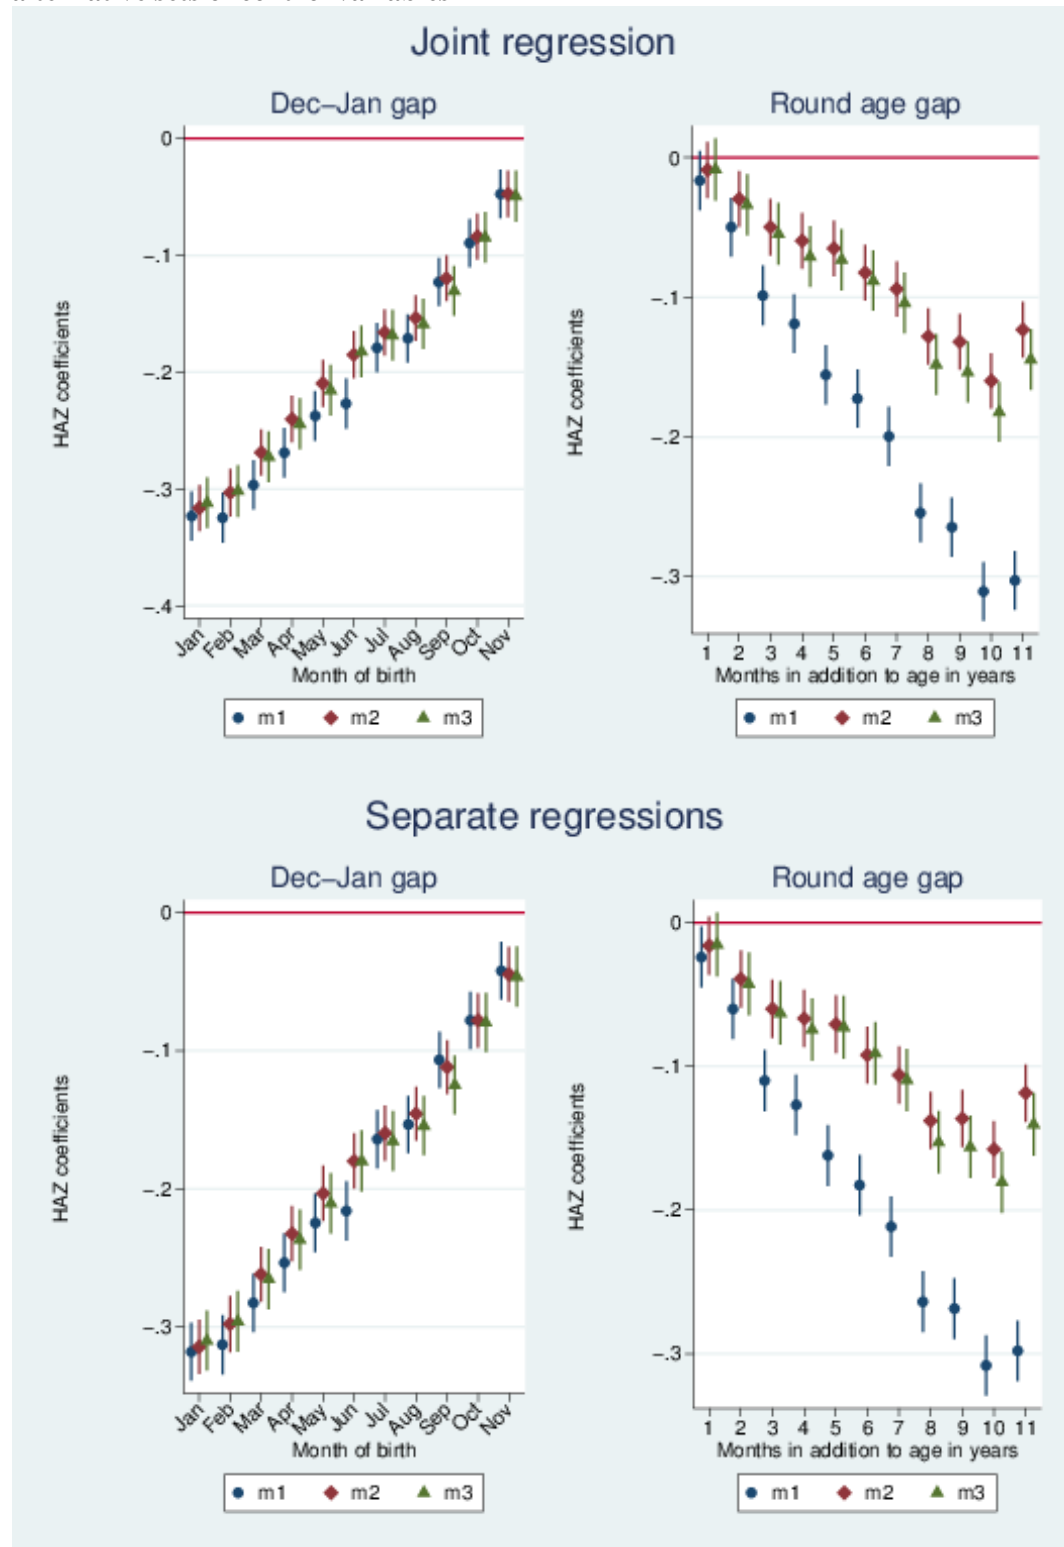 Joint regression
Dec–Jan gap
0
–.1
–.2
–.3
–.4
HAZ coefficients
Jan Feb Mar Apr May Jun Jul Aug Sep Oct Nov
Month of birth
m1 m2 m3
Round age gap
0
–.1
–.2
–.3
HAZ coefficients
1 2 3 4 5 6 7 8 9 10 11
Months in addition to age in years
m1 m2 m3
Separate regressions
Dec–Jan gap
0
–.1
–.2
–.3
HAZ coefficients
Jan Feb Mar Apr May Jun Jul Aug Sep Oct Nov
Month of birth
m1 m2 m3
Round age gap
0
–.1
–.2
–.3
HAZ coefficients
1 2 3 4 5 6 7 8 9 10 11
Months in addition to age in years
m1 m2 m3